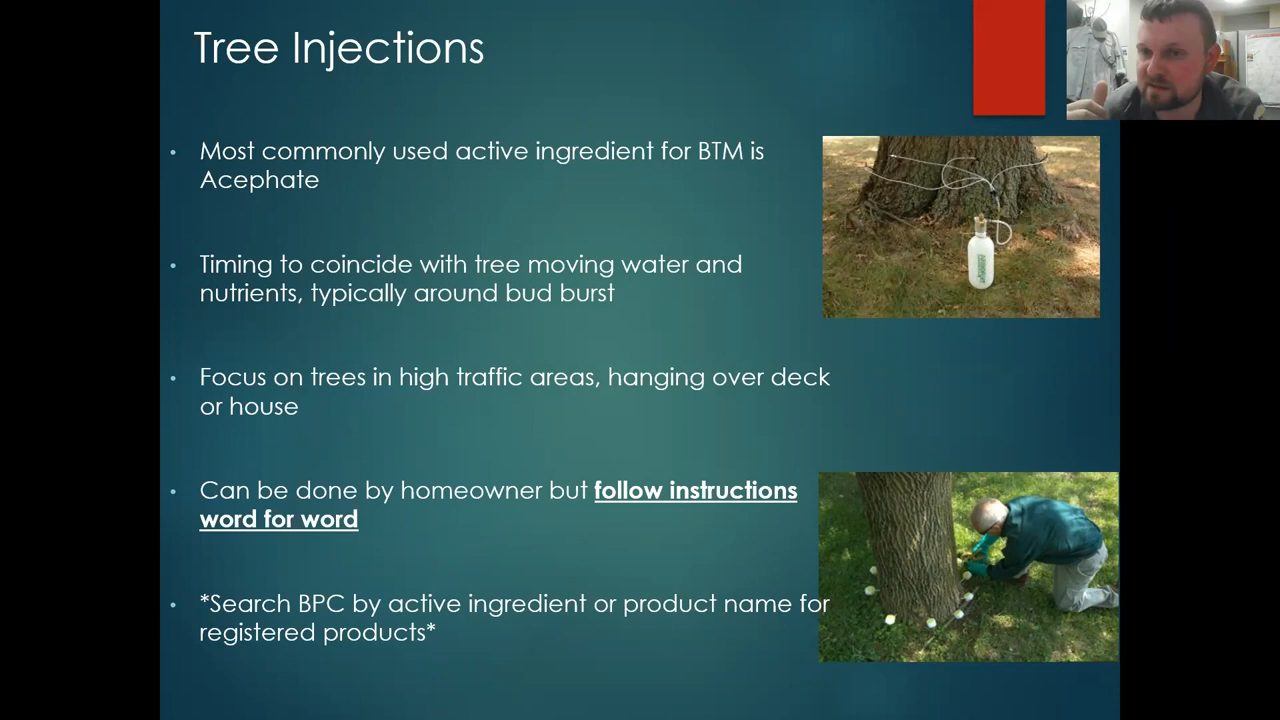 Tree Injections
Most commonly used active ingredient for BTM is
Acephate
Timing to coincide with tree moving water and
nutrients, typically around bud burst
Focus on trees in high traffic areas, hanging over deck
or house
Can be done by homeowner but follow instructions
word for word
*Search BPC by active ingredient or product name for
registered products*